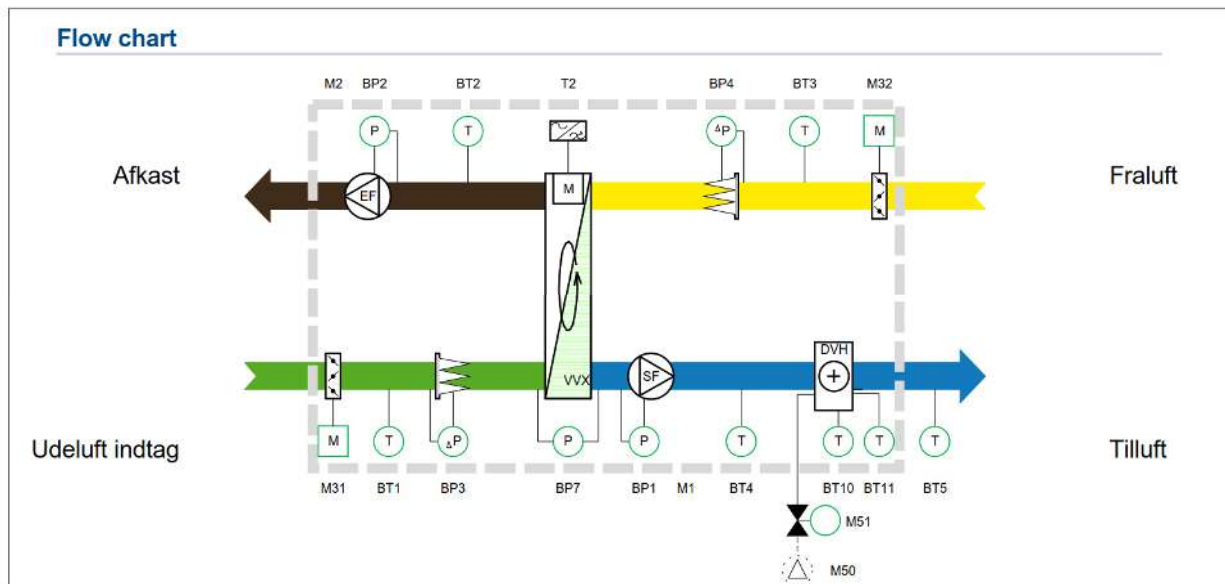 Flow chart
M2 BP2 BT2 T2 BP4 BT3 M32
P T ΔP T M
Afkast EF M Fraluft
DVH
VVX SF
Udeluft indtag M T ΔP P P T T T T Tilluft
M31 BT1 BP3 BP7 BP1 M1 BT4 BT10 BT11 BT5
M51
M50